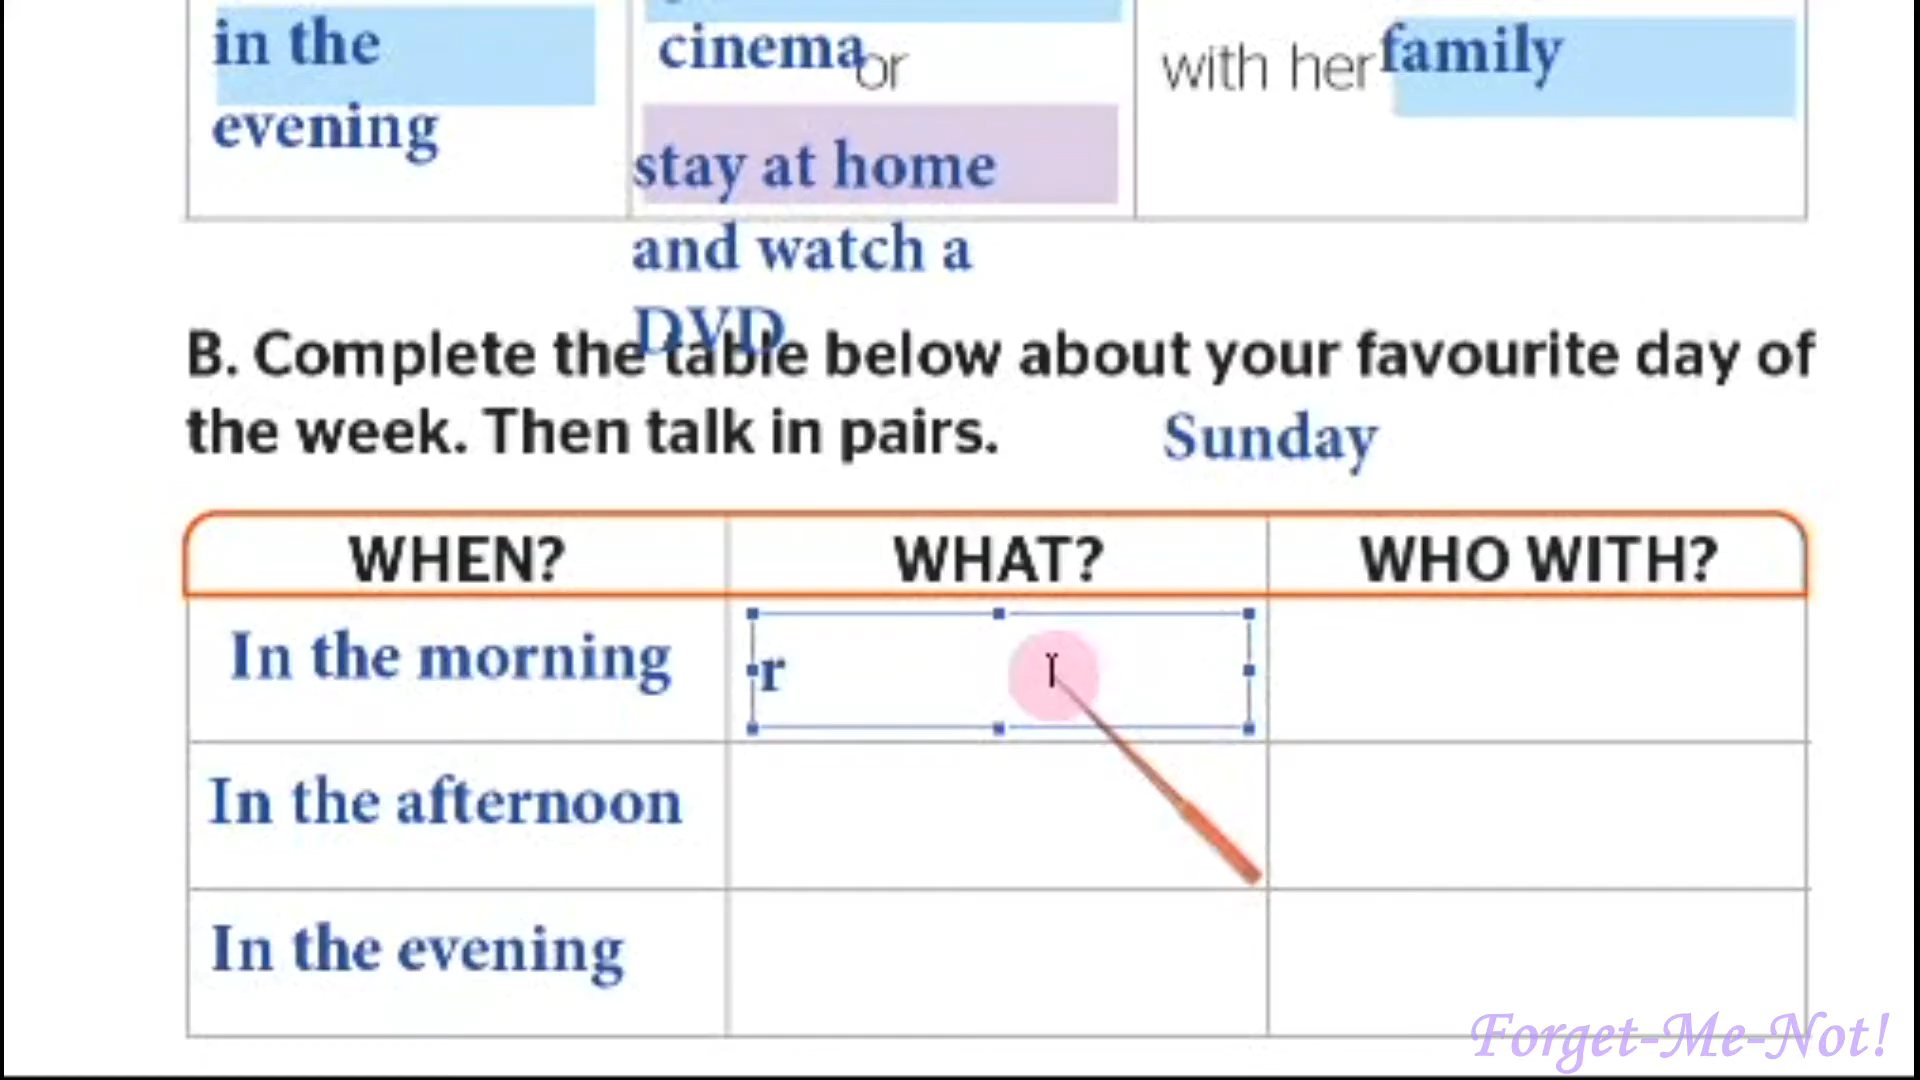 in the
evening
cinema or
stay at home
and watch a
DVD
with her family
B. Complete the table below about your favourite day of
the week. Then talk in pairs.
Sunday
WHEN? WHAT? WHO WITH?
In the morning r
In the afternoon
In the evening
Forget-Me-Not!